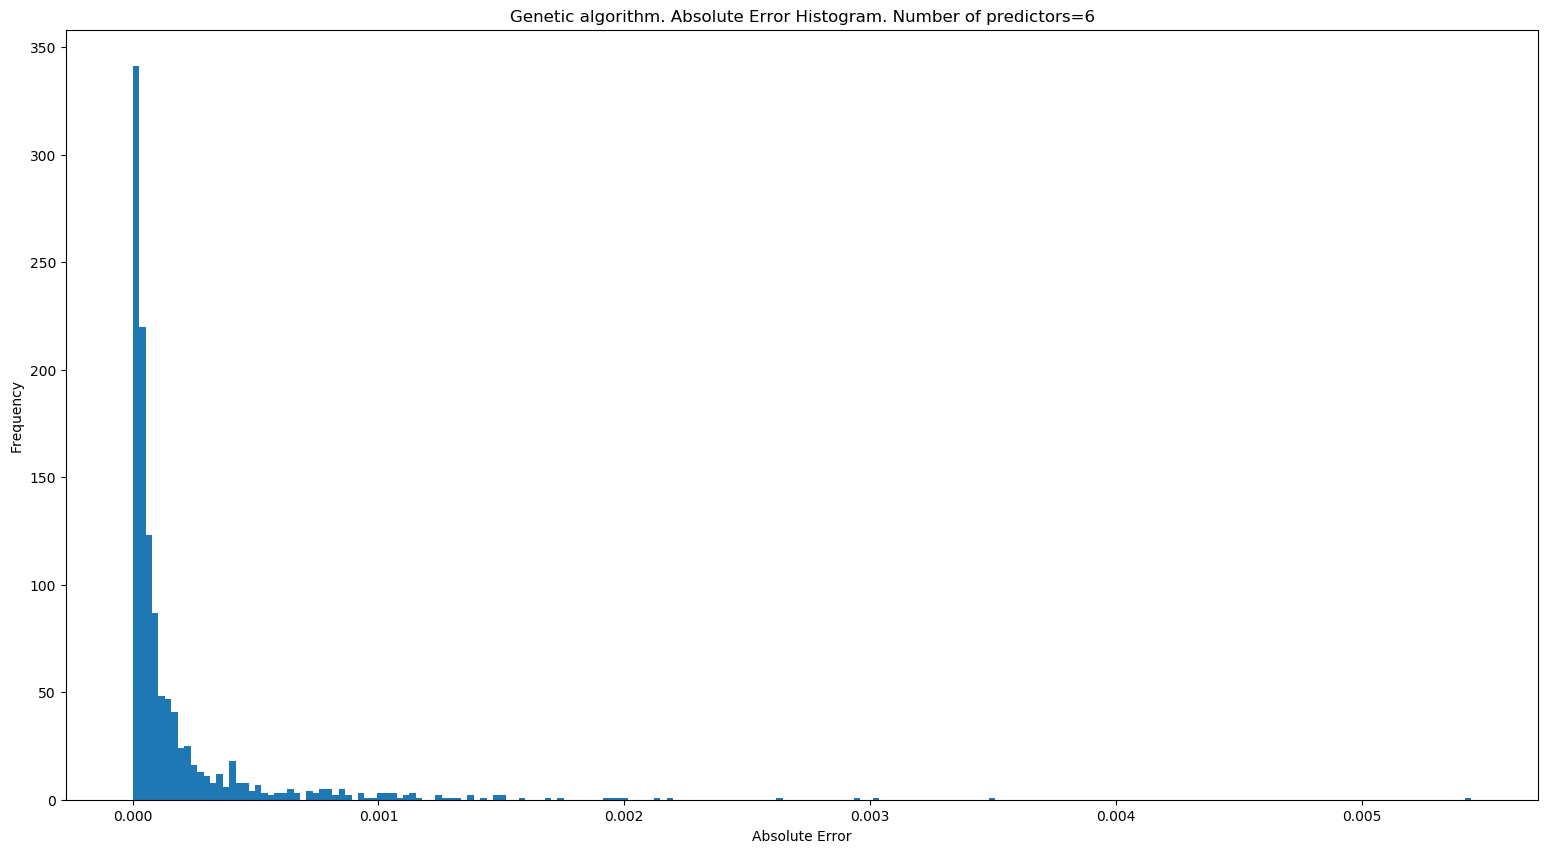 Genetic algorithm. Absolute Error Histogram. Number of predictors=6
350
300
250
200
150
100
50
0
Frequency
0.000 0.001 0.002 0.003 0.004 0.005
Absolute Error